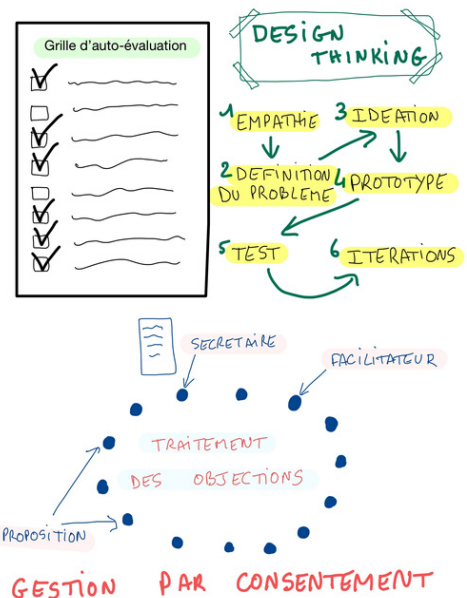 Grille d'auto-évaluation
DESIGN
THINKING
1 EMPATHIE
3 IDEATION
2 DEFINITION
DU PROBLEME
4 PROTOTYPE
5 TEST
6 ITERATIONS
SECRETAIRE
FACILITATEUR
TRAITEMENT
DES OBJECTIONS
PROPOSITION
GESTION PAR CONSENTEMENT